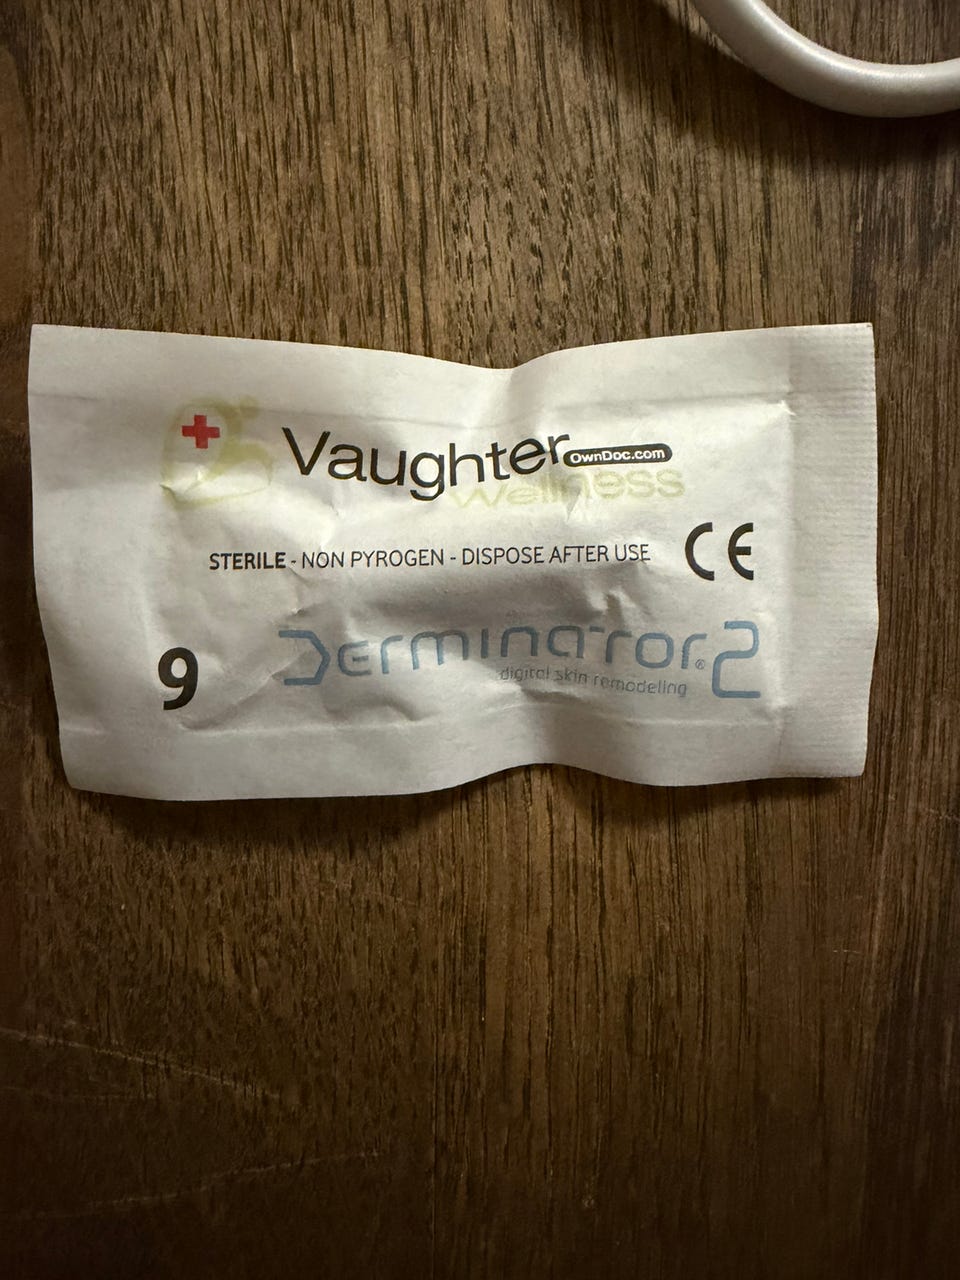 Vaughter OwnDoc.com
Wellness
STERILE - NON PYROGEN - DISPOSE AFTER USE CE
9 Derminator® 2
digital skin remodeling